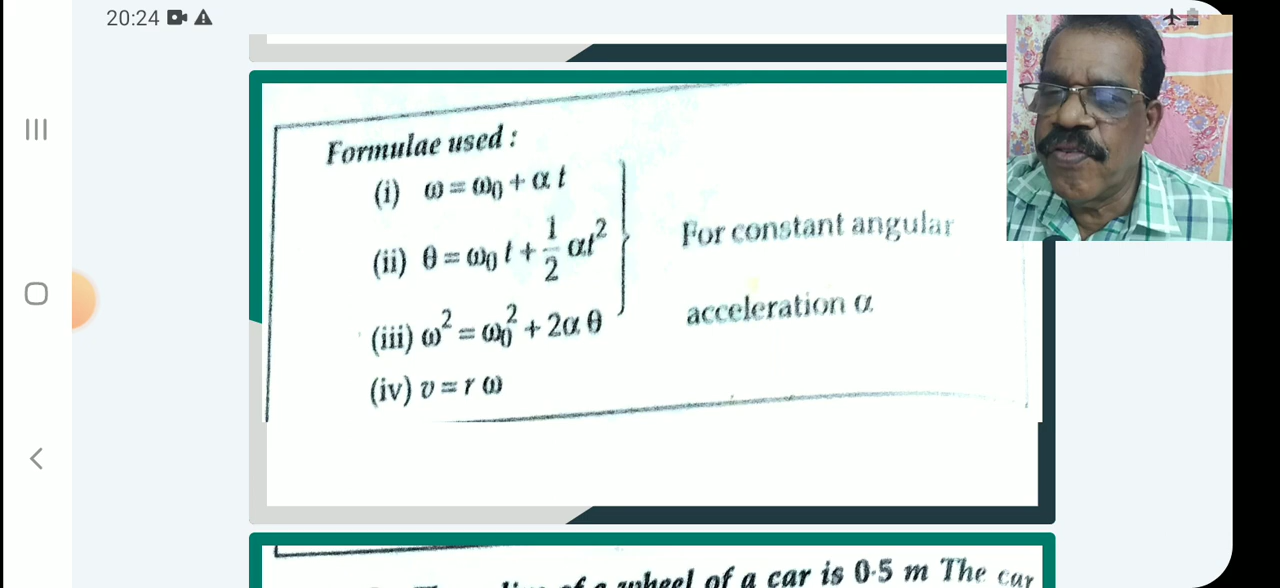 20:24
Formulae used :
(i) ω = ω₀ + α t
(ii) θ = ω₀ t + 1/2 αt²
For constant angular
acceleration α
(iii) ω² = ω₀² + 2α θ
(iv) v = r ω
of a wheel of a car is 0·5 m The car